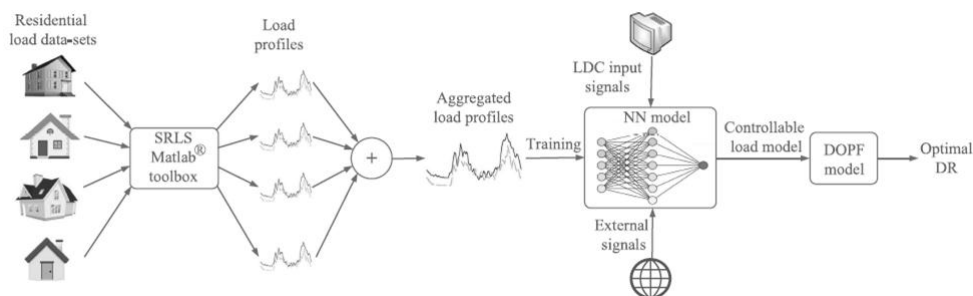 Residential
load data-sets
Load
profiles
SRLS
Matlab®
toolbox
+
Aggregated
load profiles
Training
LDC input
signals
NN model
External
signals
Controllable
load model
DOPF
model
Optimal
DR